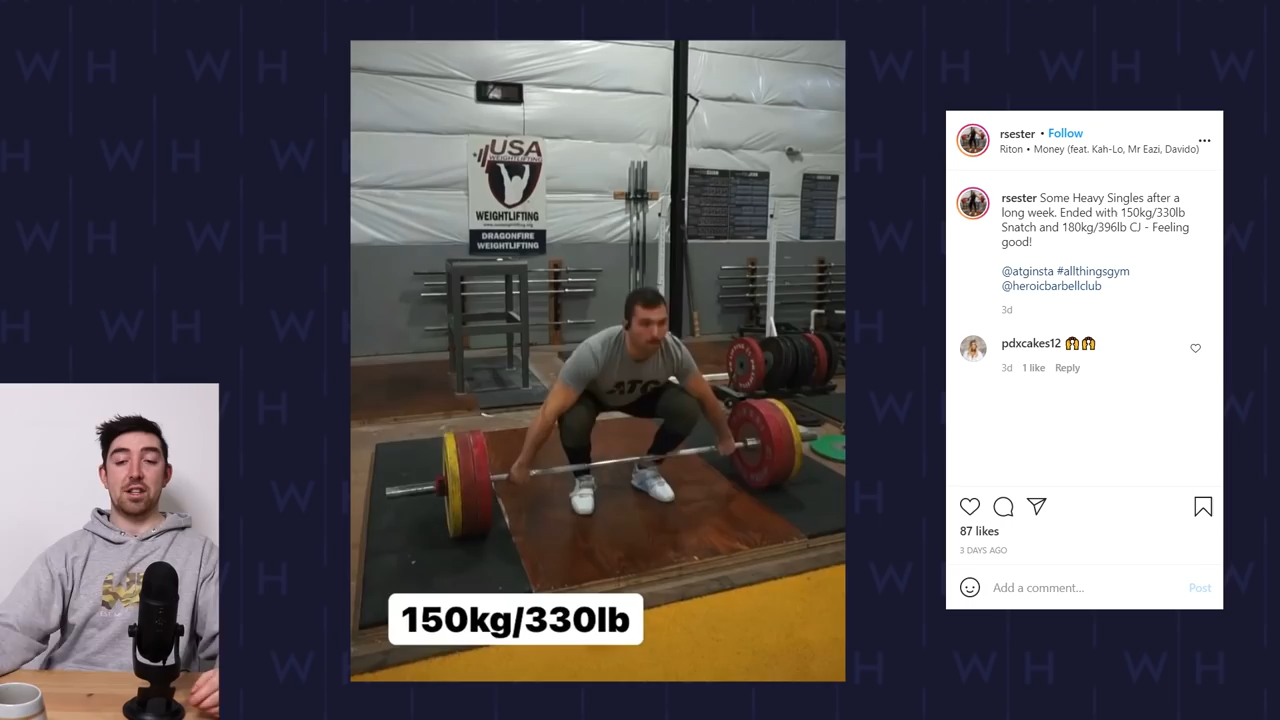 W H
USA
WEIGHTLIFTING
WEIGHTLIFTING
DRAGONFIRE
WEIGHTLIFTING
ATG
150kg/330lb
rsester • Follow
Riton • Money (feat. Kah-Lo, Mr Eazi, Davido)
rsester Some Heavy Singles after a
long week. Ended with 150kg/330lb
Snatch and 180kg/396lb CJ - Feeling
good!
@atginsta #allthingsgym
@heroicbarbellclub
3d
pdxcakes12
3d 1 like Reply
87 likes
3 DAYS AGO
Add a comment... Post